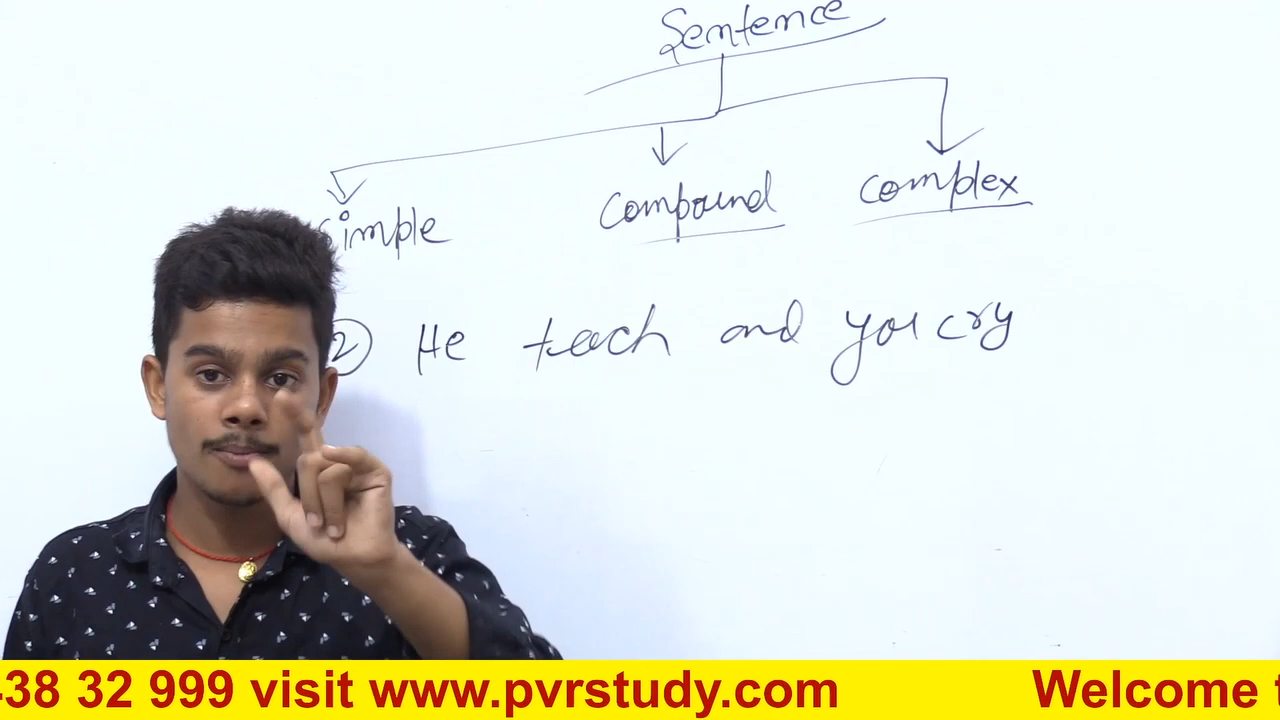 Sentence
simple compound complex
2 He teach and you cry
38 32 999 visit www.pvrstudy.com Welcome